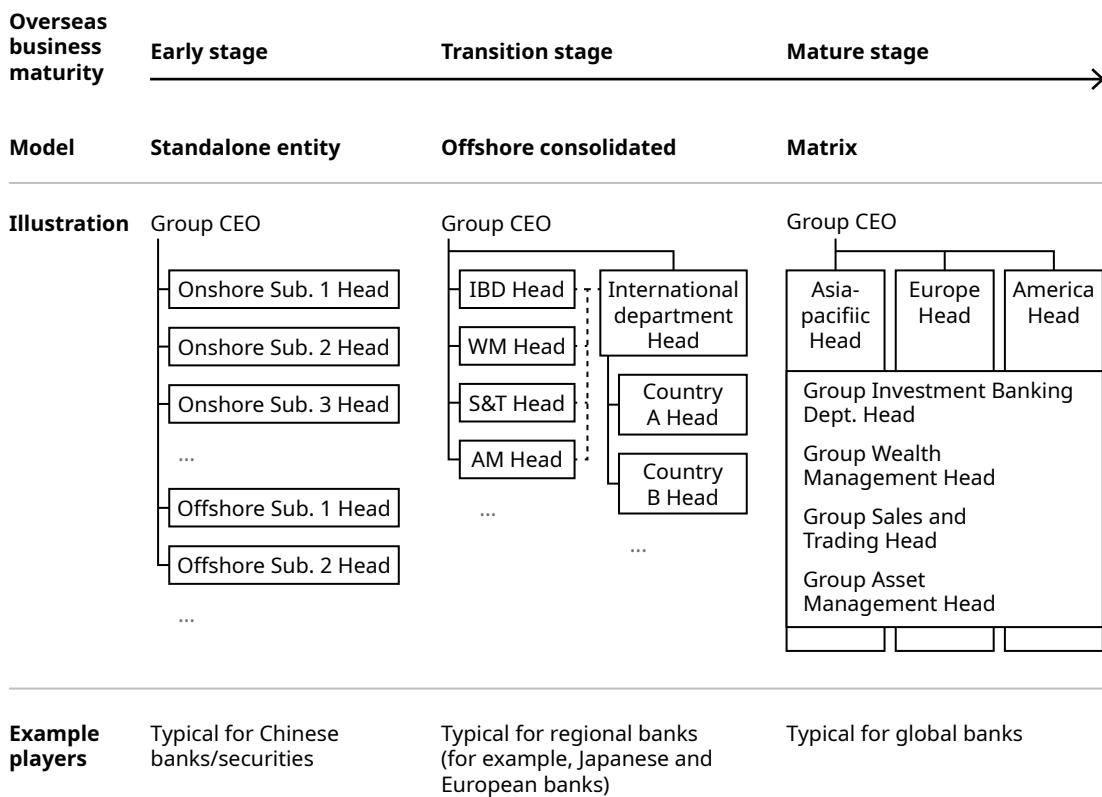 Overseas
business
maturity
Early stage
Transition stage
Mature stage
Model
Standalone entity
Offshore consolidated
Matrix
Illustration
Group CEO
Onshore Sub. 1 Head
Onshore Sub. 2 Head
Onshore Sub. 3 Head
...
Offshore Sub. 1 Head
Offshore Sub. 2 Head
...
Group CEO
IBD Head
WM Head
S&T Head
AM Head
...
International
department
Head
Country
A Head
Country
B Head
...
Group CEO
Asia-
pacifiic
Head
Europe
Head
America
Head
Group Investment Banking
Dept. Head
Group Wealth
Management Head
Group Sales and
Trading Head
Group Asset
Management Head
Example
players
Typical for Chinese
banks/securities
Typical for regional banks
(for example, Japanese and
European banks)
Typical for global banks